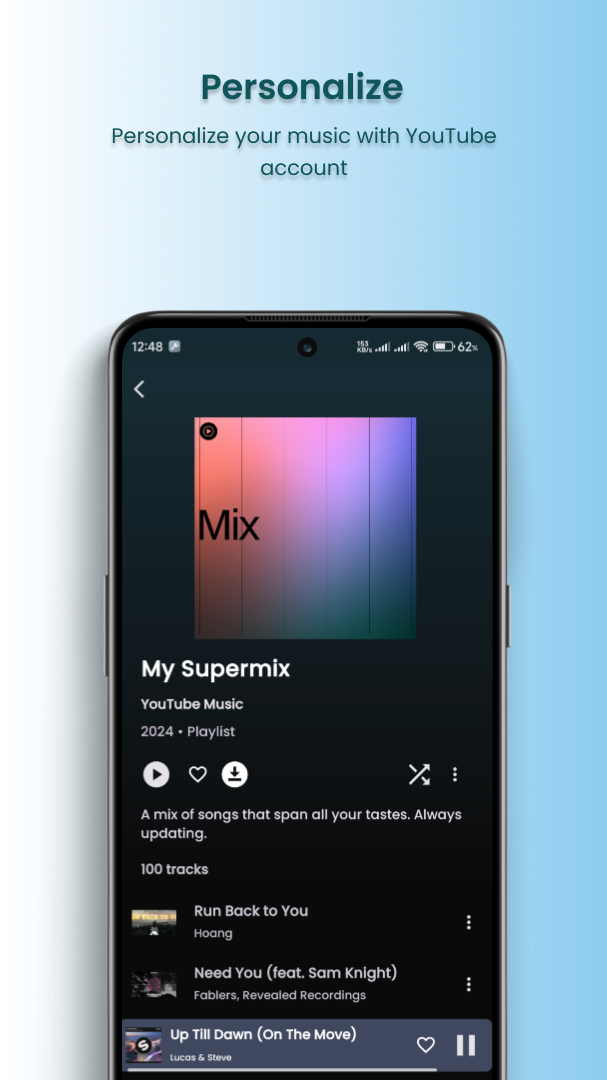 Personalize
Personalize your music with YouTube
account
12:48
153
KB/s
62%
Mix
My Supermix
YouTube Music
2024 • Playlist
A mix of songs that span all your tastes. Always
updating.
100 tracks
Run Back to You
Hoang
Need You (feat. Sam Knight)
Fablers, Revealed Recordings
Up Till Dawn (On The Move)
Lucas & Steve